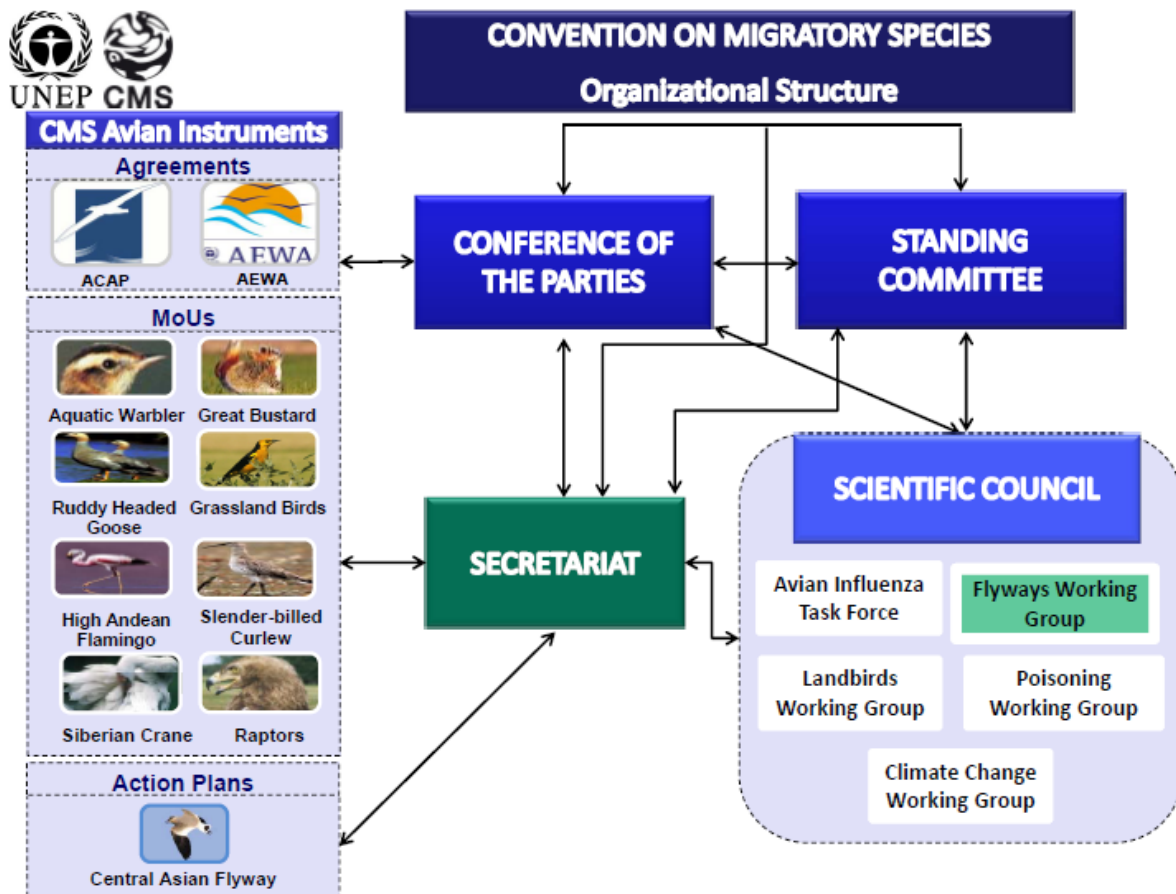 UNEP CMS
CONVENTION ON MIGRATORY SPECIES
Organizational Structure
CMS Avian Instruments
Agreements
AEWA
ACAP
AEWA
MoUs
Aquatic Warbler
Great Bustard
Ruddy Headed
Goose
Grassland Birds
High Andean
Flamingo
Slender-billed
Curlew
Siberian Crane
Raptors
Action Plans
Central Asian Flyway
CONFERENCE OF
THE PARTIES
STANDING
COMMITTEE
SECRETARIAT
SCIENTIFIC COUNCIL
Avian Influenza
Task Force
Flyways Working
Group
Landbirds
Working Group
Poisoning
Working Group
Climate Change
Working Group